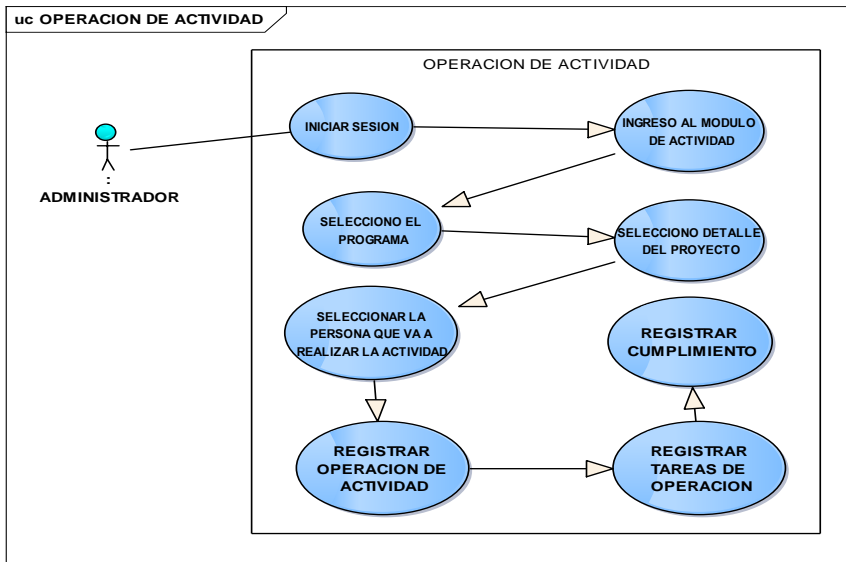 uc OPERACION DE ACTIVIDAD
OPERACION DE ACTIVIDAD
INICIAR SESION
INGRESO AL MODULO
DE ACTIVIDAD
:
ADMINISTRADOR
SELECCIONO EL
PROGRAMA
SELECCIONO DETALLE
DEL PROYECTO
SELECCIONAR LA
PERSONA QUE VA A
REALIZAR LA ACTIVIDAD
REGISTRAR
CUMPLIMIENTO
REGISTRAR
OPERACION DE
ACTIVIDAD
REGISTRAR
TAREAS DE
OPERACION